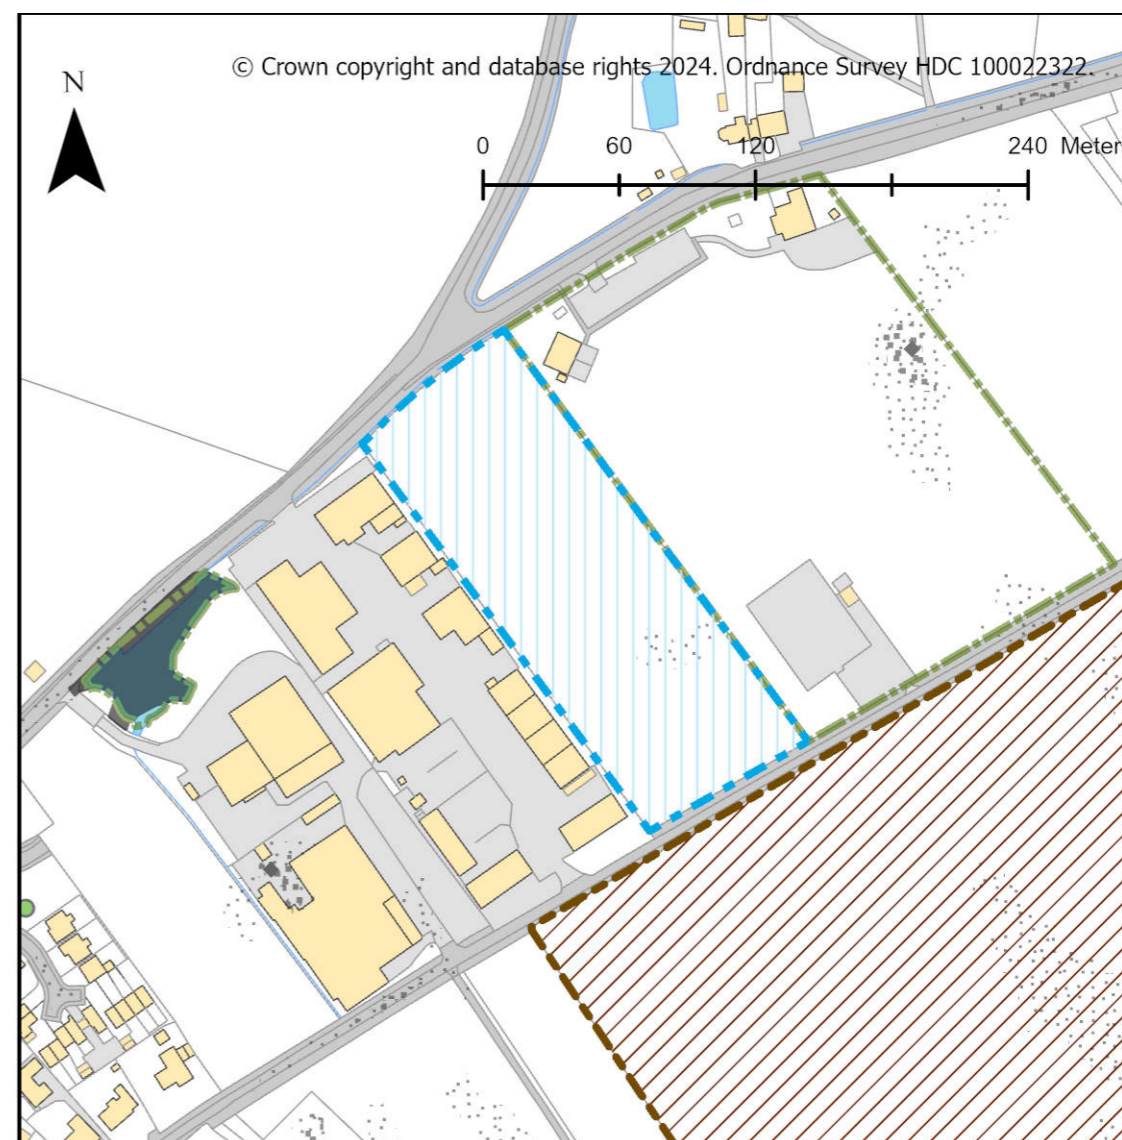 © Crown copyright and database rights 2024. Ordnance Survey HDC 100022322.
N
0 60 120 240 Meter